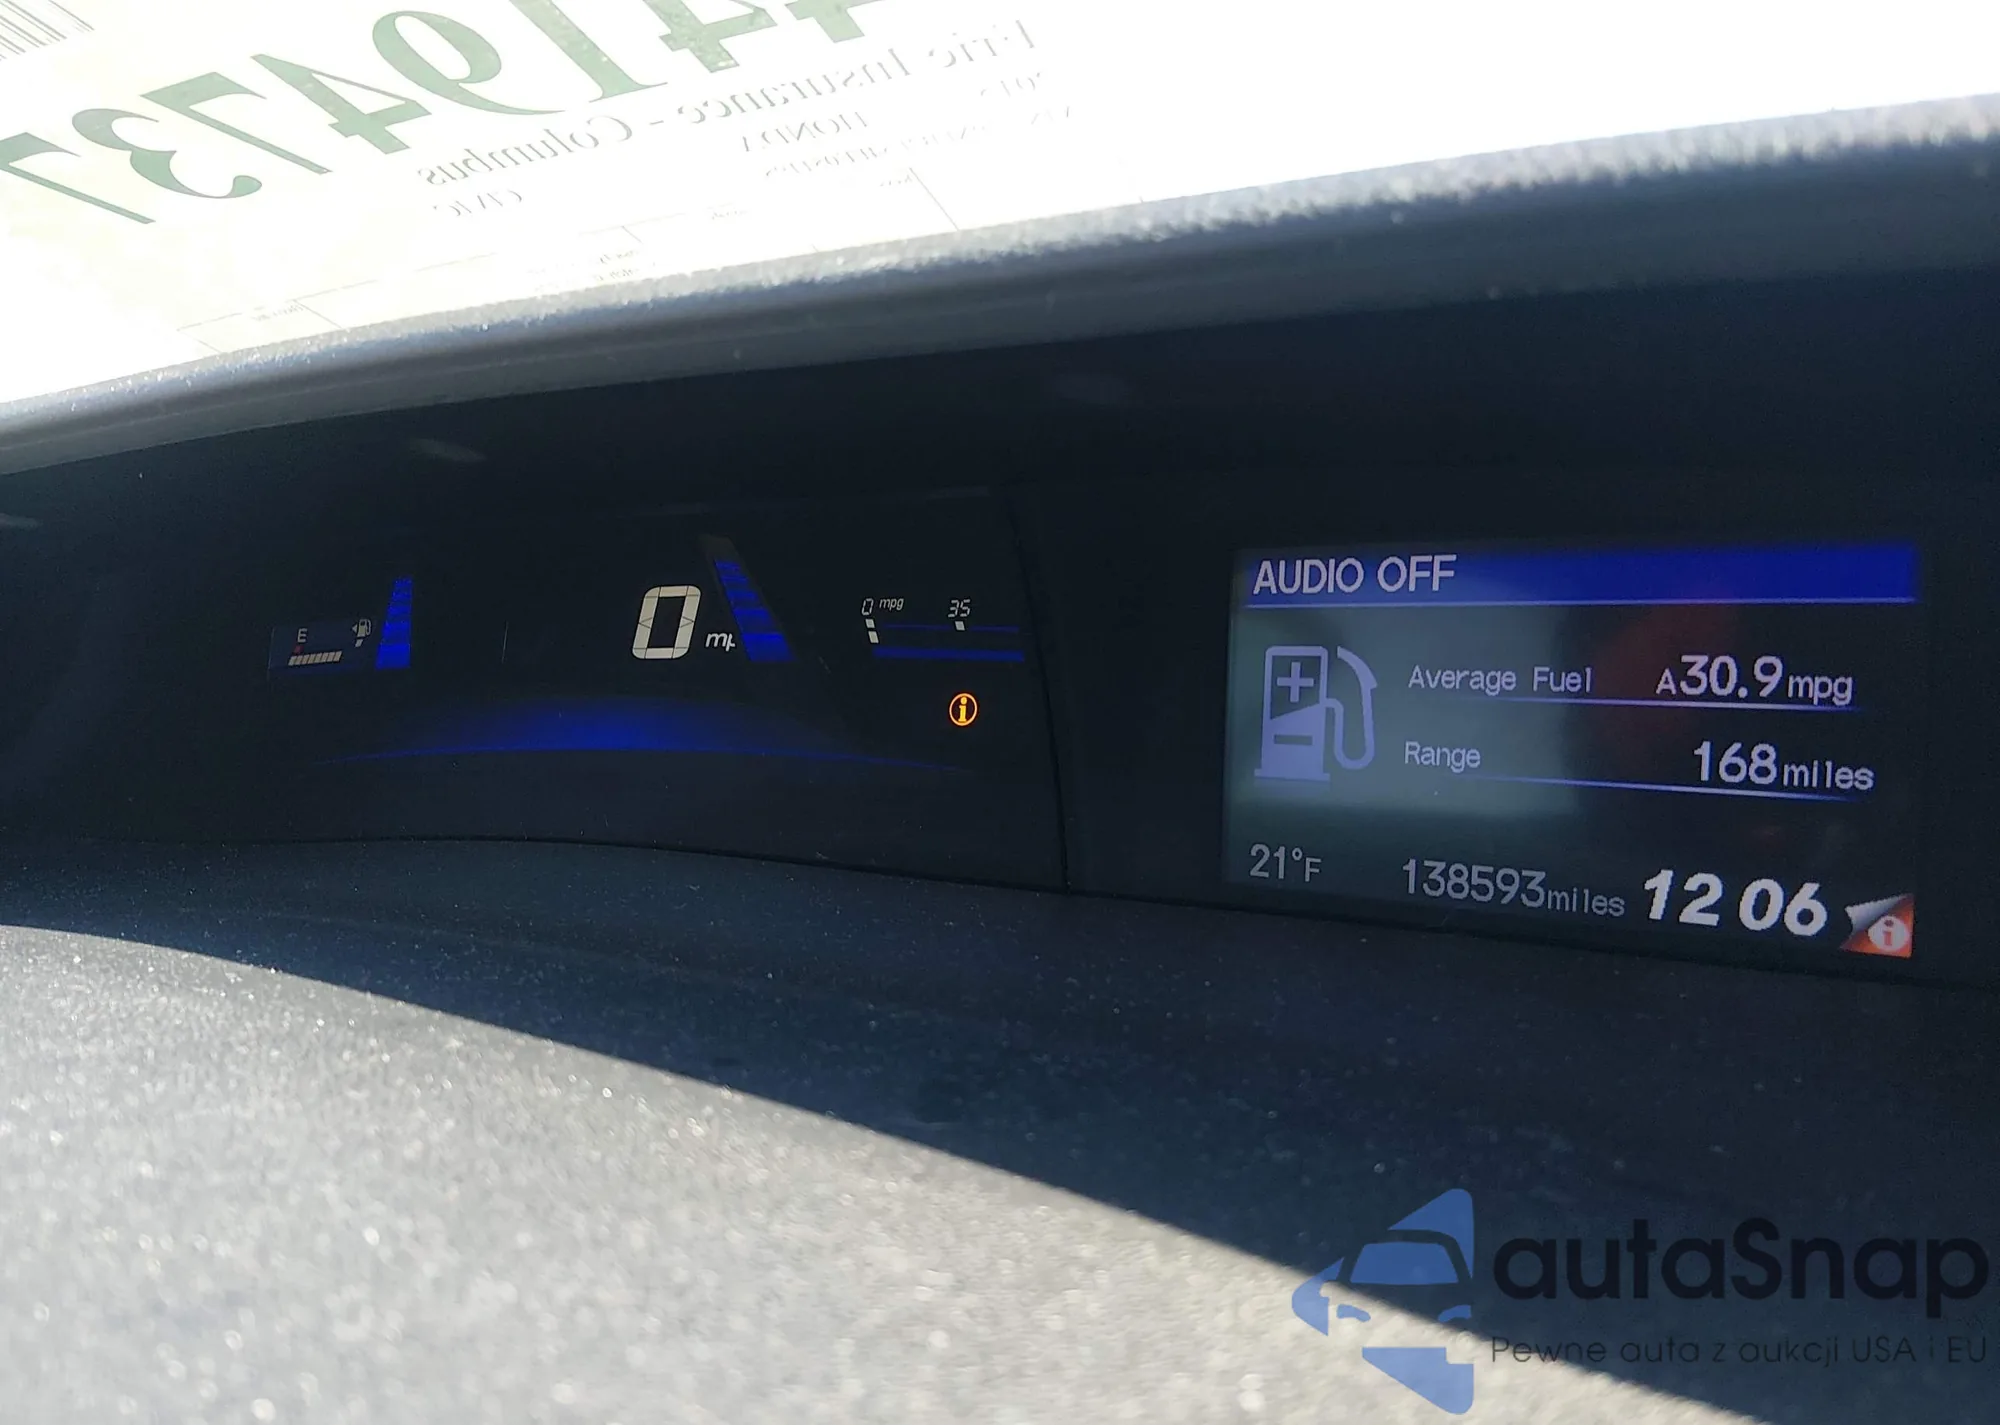 Erie Insurance - Columbus
HONDA
CIVIC
E
0
0 mpg
35
AUDIO OFF
Average Fuel A30.9mpg
Range 168miles
21°F 138593miles 12 06
autaSnap
Pewne auta z aukcji USA i EU